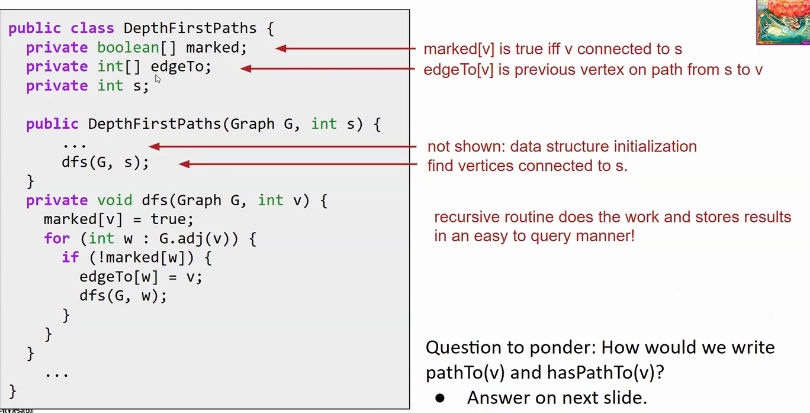 public class DepthFirstPaths {
private boolean[] marked;
private int[] edgeTo;
private int s;
public DepthFirstPaths(Graph G, int s) {
...
dfs(G, s);
}
private void dfs(Graph G, int v) {
marked[v] = true;
for (int w : G.adj(v)) {
if (!marked[w]) {
edgeTo[w] = v;
dfs(G, w);
}
}
}
...
}
marked[v] is true iff v connected to s
edgeTo[v] is previous vertex on path from s to v
not shown: data structure initialization
find vertices connected to s.
recursive routine does the work and stores results
in an easy to query manner!
Question to ponder: How would we write
pathTo(v) and hasPathTo(v)?
● Answer on next slide.